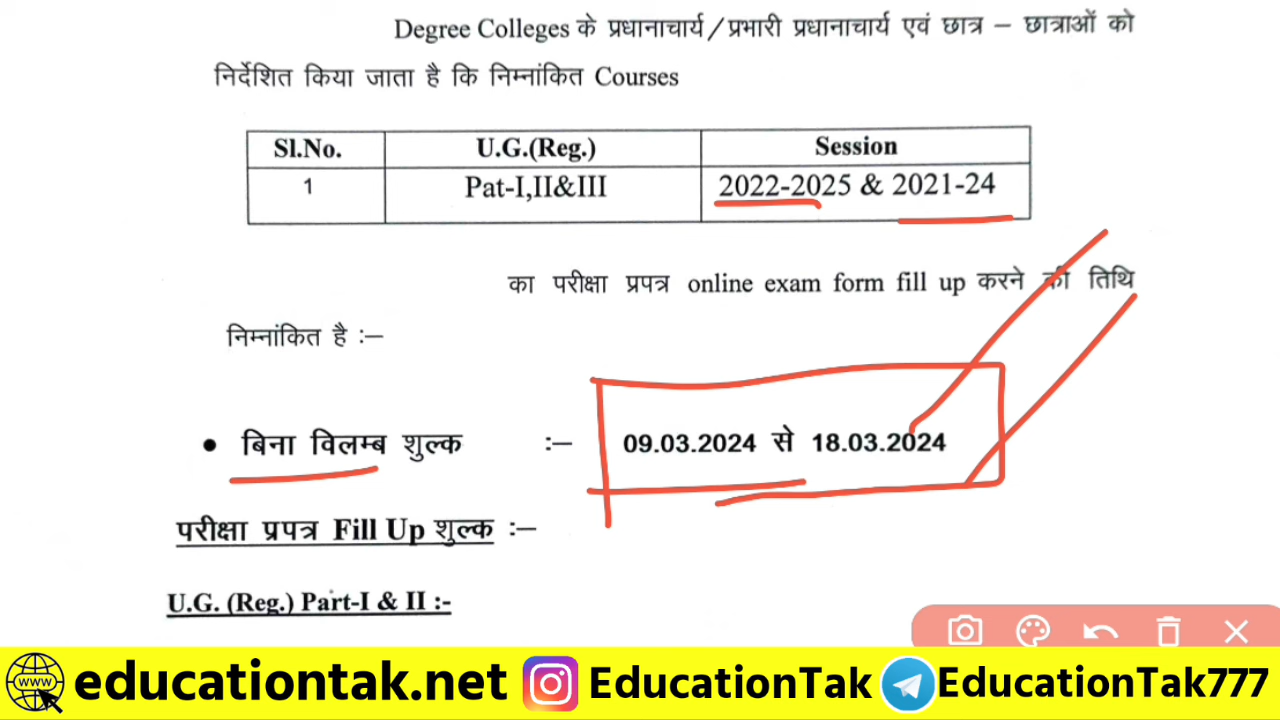 Degree Colleges के प्रधानाचार्य/प्रभारी प्रधानाचार्य एवं छात्र – छात्राओं को
निर्देशित किया जाता है कि निम्नांकित Courses
Sl.No. U.G.(Reg.) Session
1 Pat-I,II&III 2022-2025 & 2021-24
का परीक्षा प्रपत्र online exam form fill up करने की तिथि
निम्नांकित है :–
• बिना विलम्ब शुल्क :– 09.03.2024 से 18.03.2024
परीक्षा प्रपत्र Fill Up शुल्क :–
U.G. (Reg.) Part-I & II :-
www educationtak.net EducationTak EducationTak777